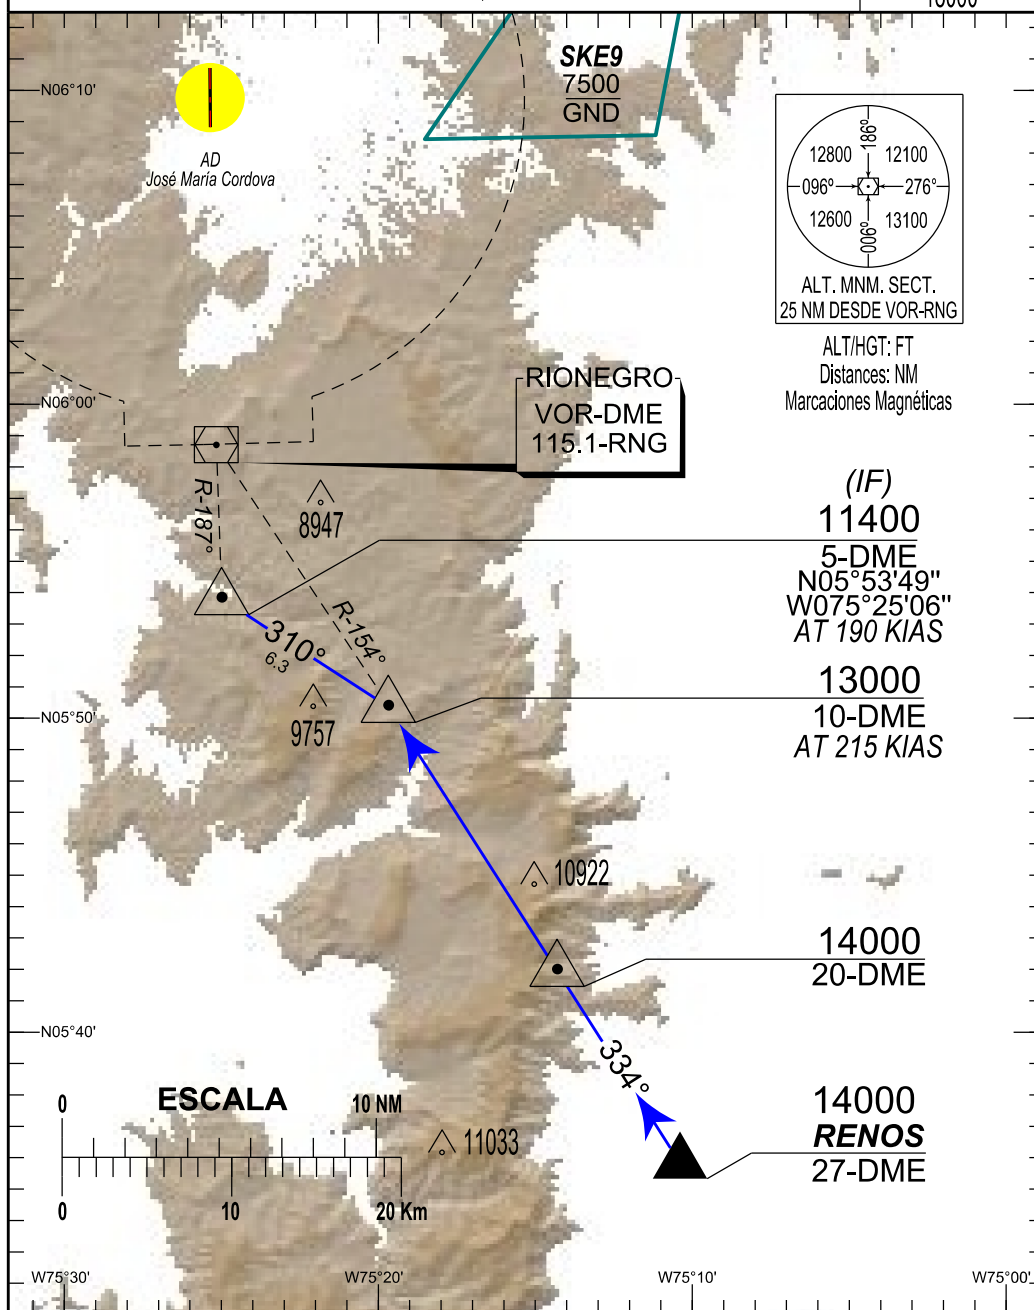 SKE9
7500
GND
N06°10'
AD
José María Cordova
186º
12800
12100
096º
276°
12600
13100
006º
ALT. MNM. SECT.
25 NM DESDE VOR-RNG
ALT/HGT: FT
Distances: NM
Marcaciones Magnéticas
RIONEGRO
VOR-DME
115.1-RNG
N06°00'
R-187°
8947
(IF)
11400
5-DME
N05°53'49"
W075°25'06"
AT 190 KIAS
R-154°
310°
6.3
13000
10-DME
AT 215 KIAS
N05°50'
9757
10922
14000
20-DME
N05°40'
334°
ESCALA
0
10 NM
0
10
20 Km
11033
14000
RENOS
27-DME
W75°30'
W75°20'
W75°10'
W75°00'